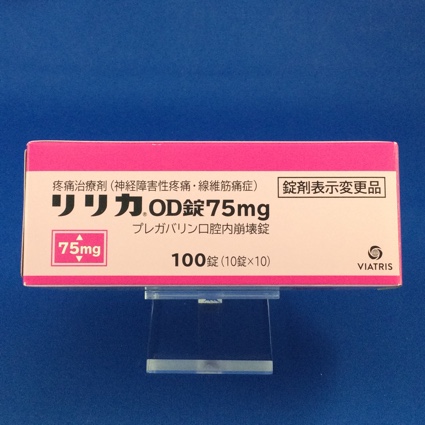 疼痛治療剤(神経障害性疼痛・線維筋痛症)
錠剤表示変更品
リリカ®OD錠75mg
プレガバリン口腔内崩壊錠
75mg
100錠(10錠×10)
VIATRIS